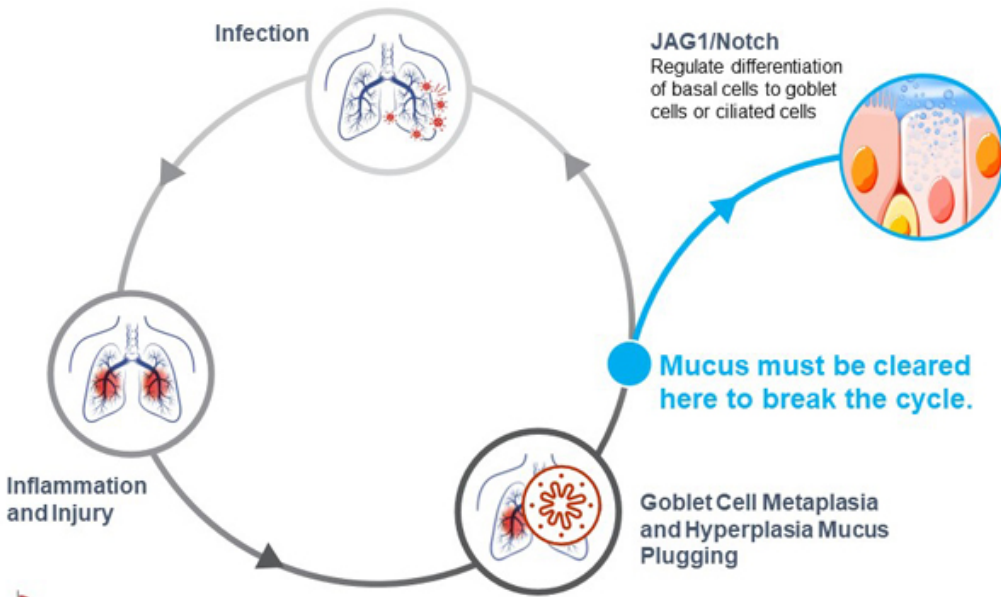 Infection
JAG1/Notch
Regulate differentiation
of basal cells to goblet
cells or ciliated cells
Mucus must be cleared
here to break the cycle.
Inflammation
and Injury
Goblet Cell Metaplasia
and Hyperplasia Mucus
Plugging